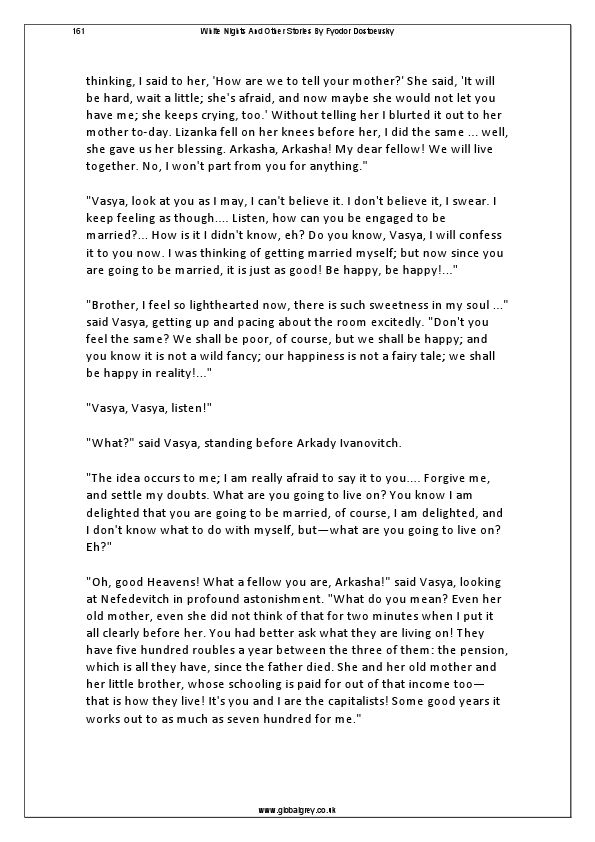 161 White Nights And Other Stories By Fyodor Dostoevsky
thinking, I said to her, 'How are we to tell your mother?' She said, 'It will
be hard, wait a little; she's afraid, and now maybe she would not let you
have me; she keeps crying, too.' Without telling her I blurted it out to her
mother to-day. Lizanka fell on her knees before her, I did the same ... well,
she gave us her blessing. Arkasha, Arkasha! My dear fellow! We will live
together. No, I won't part from you for anything."
"Vasya, look at you as I may, I can't believe it. I don't believe it, I swear. I
keep feeling as though.... Listen, how can you be engaged to be
married?... How is it I didn't know, eh? Do you know, Vasya, I will confess
it to you now. I was thinking of getting married myself; but now since you
are going to be married, it is just as good! Be happy, be happy!..."
"Brother, I feel so lighthearted now, there is such sweetness in my soul ..."
said Vasya, getting up and pacing about the room excitedly. "Don't you
feel the same? We shall be poor, of course, but we shall be happy; and
you know it is not a wild fancy; our happiness is not a fairy tale; we shall
be happy in reality!..."
"Vasya, Vasya, listen!"
"What?" said Vasya, standing before Arkady Ivanovitch.
"The idea occurs to me; I am really afraid to say it to you.... Forgive me,
and settle my doubts. What are you going to live on? You know I am
delighted that you are going to be married, of course, I am delighted, and
I don't know what to do with myself, but—what are you going to live on?
Eh?"
"Oh, good Heavens! What a fellow you are, Arkasha!" said Vasya, looking
at Nefedevitch in profound astonishment. "What do you mean? Even her
old mother, even she did not think of that for two minutes when I put it
all clearly before her. You had better ask what they are living on! They
have five hundred roubles a year between the three of them: the pension,
which is all they have, since the father died. She and her old mother and
her little brother, whose schooling is paid for out of that income too—
that is how they live! It's you and I are the capitalists! Some good years it
works out to as much as seven hundred for me."
www.globalgrey.co.uk